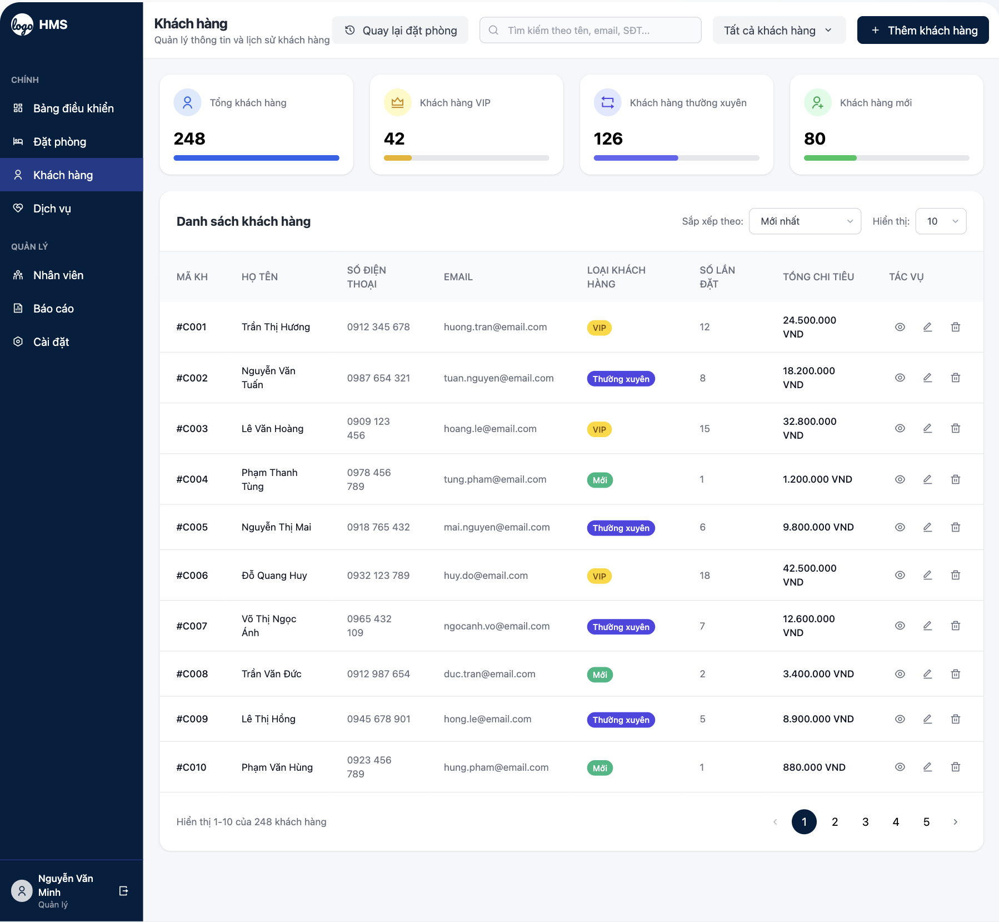 logo HMS
CHÍNH
Bảng điều khiển
Đặt phòng
Khách hàng
Dịch vụ
QUẢN LÝ
Nhân viên
Báo cáo
Cài đặt
Nguyễn Văn
Minh
Quản lý
Khách hàng
Quản lý thông tin và lịch sử khách hàng
Quay lại đặt phòng
Tìm kiếm theo tên, email, SĐT...
Tất cả khách hàng
+ Thêm khách hàng
Tổng khách hàng
248
Khách hàng VIP
42
Khách hàng thường xuyên
126
Khách hàng mới
80
Danh sách khách hàng
Sắp xếp theo: Mới nhất
Hiển thị: 10
MÃ KH
HỌ TÊN
SỐ ĐIỆN
THOẠI
EMAIL
LOẠI KHÁCH
HÀNG
SỐ LẦN
ĐẶT
TỔNG CHI TIÊU
TÁC VỤ
#C001
Trần Thị Hương
0912 345 678
huong.tran@email.com
VIP
12
24.500.000
VND
#C002
Nguyễn Văn
Tuấn
0987 654 321
tuan.nguyen@email.com
Thường xuyên
8
18.200.000
VND
#C003
Lê Văn Hoàng
0909 123
456
hoang.le@email.com
VIP
15
32.800.000
VND
#C004
Phạm Thanh
Tùng
0978 456
789
tung.pham@email.com
Mới
1
1.200.000 VND
#C005
Nguyễn Thị Mai
0918 765 432
mai.nguyen@email.com
Thường xuyên
6
9.800.000 VND
#C006
Đỗ Quang Huy
0932 123 789
huy.do@email.com
VIP
18
42.500.000
VND
#C007
Võ Thị Ngọc
Ánh
0965 432
109
ngocanh.vo@email.com
Thường xuyên
7
12.600.000
VND
#C008
Trần Văn Đức
0912 987 654
duc.tran@email.com
Mới
2
3.400.000 VND
#C009
Lê Thị Hồng
0945 678 901
hong.le@email.com
Thường xuyên
5
8.900.000 VND
#C010
Phạm Văn Hùng
0923 456
789
hung.pham@email.com
Mới
1
880.000 VND
Hiển thị 1-10 của 248 khách hàng
1 2 3 4 5